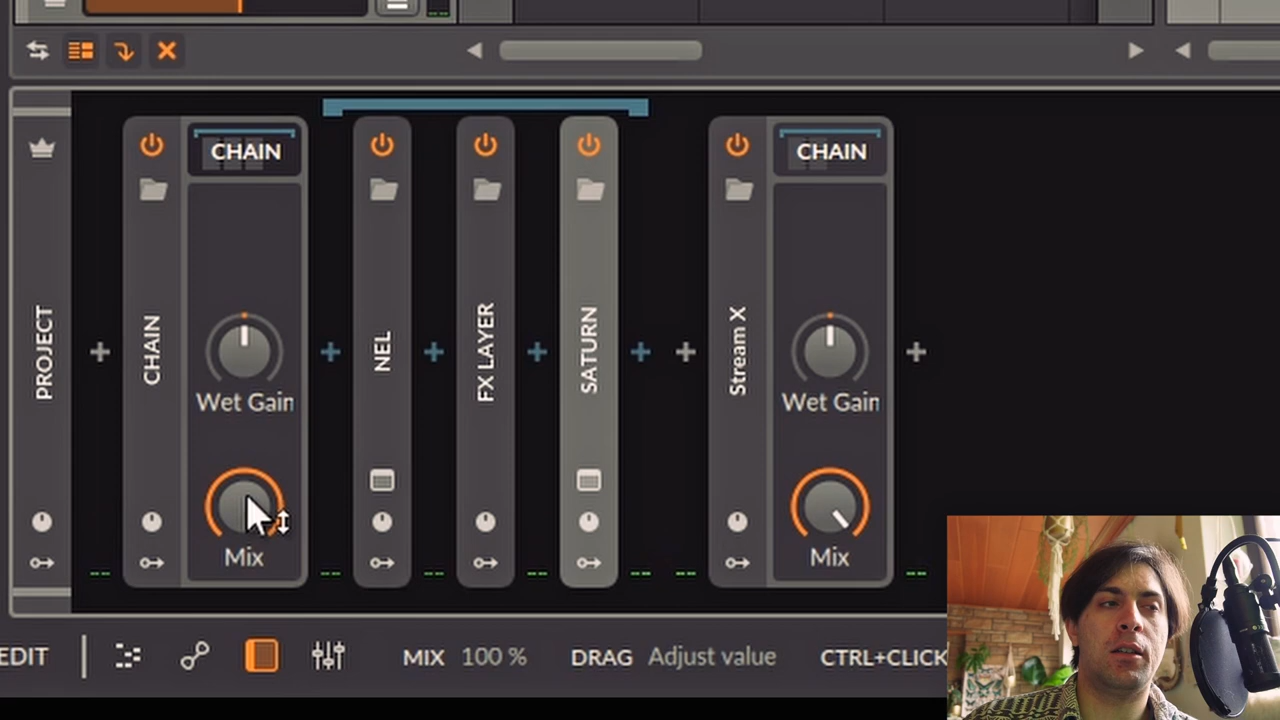 PROJECT
CHAIN
CHAIN
Wet Gain
Mix
NEL
FX LAYER
SATURN
Stream X
CHAIN
Wet Gain
Mix
EDIT
MIX 100 % DRAG Adjust value CTRL+CLICK